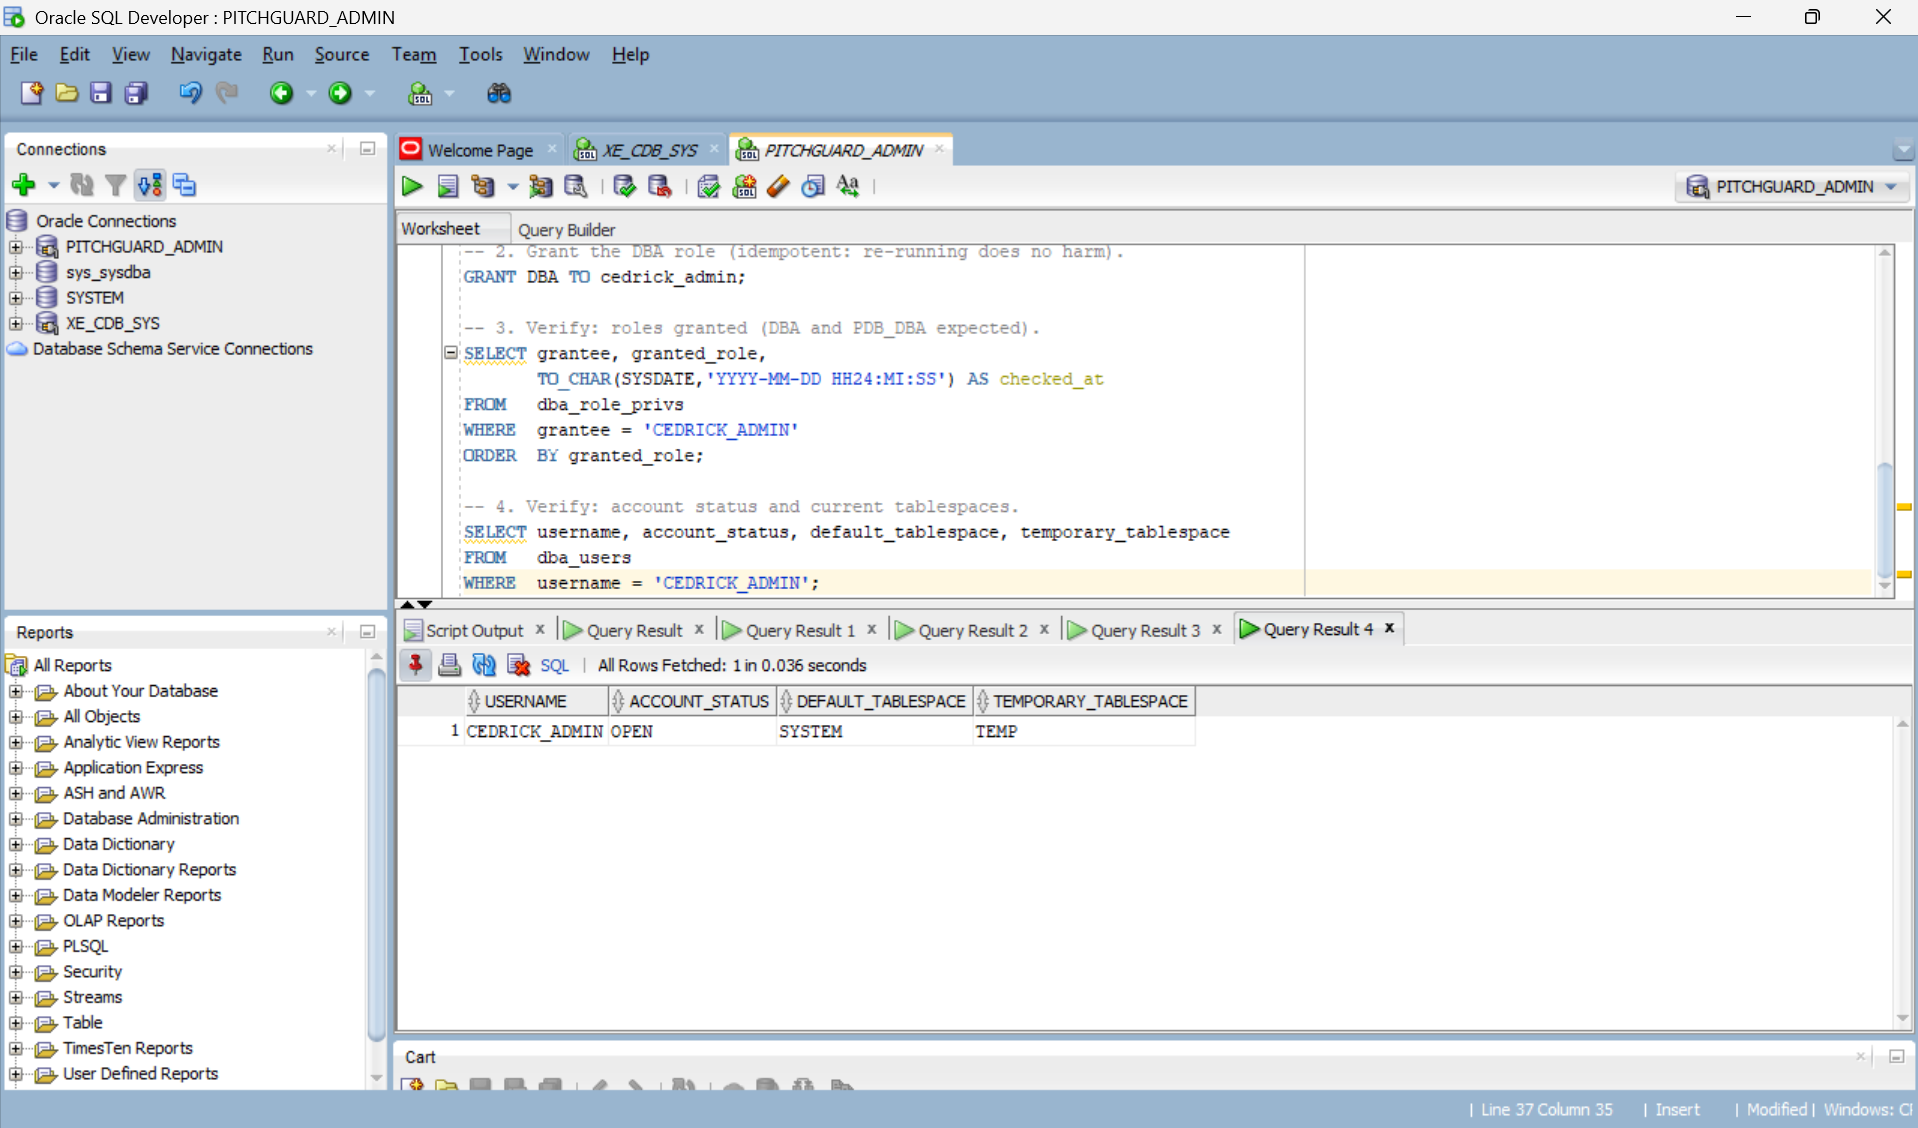 Oracle SQL Developer : PITCHGUARD_ADMIN
File Edit View Navigate Run Source Team Tools Window Help
Connections
Oracle Connections
PITCHGUARD_ADMIN
sys_sysdba
SYSTEM
XE_CDB_SYS
Database Schema Service Connections
Reports
All Reports
About Your Database
All Objects
Analytic View Reports
Application Express
ASH and AWR
Database Administration
Data Dictionary
Data Dictionary Reports
Data Modeler Reports
OLAP Reports
PLSQL
Security
Streams
Table
TimesTen Reports
User Defined Reports
Welcome Page XE_CDB_SYS PITCHGUARD_ADMIN
PITCHGUARD_ADMIN
Worksheet Query Builder
-- 2. Grant the DBA role (idempotent: re-running does no harm).
GRANT DBA TO cedrick_admin;
-- 3. Verify: roles granted (DBA and PDB_DBA expected).
SELECT grantee, granted_role,
TO_CHAR(SYSDATE,'YYYY-MM-DD HH24:MI:SS') AS checked_at
FROM dba_role_privs
WHERE grantee = 'CEDRICK_ADMIN'
ORDER BY granted_role;
-- 4. Verify: account status and current tablespaces.
SELECT username, account_status, default_tablespace, temporary_tablespace
FROM dba_users
WHERE username = 'CEDRICK_ADMIN';
Script Output Query Result Query Result 1 Query Result 2 Query Result 3 Query Result 4
SQL All Rows Fetched: 1 in 0.036 seconds
USERNAME ACCOUNT_STATUS DEFAULT_TABLESPACE TEMPORARY_TABLESPACE
1 CEDRICK_ADMIN OPEN SYSTEM TEMP
Cart
Line 37 Column 35 Insert Modified Windows: